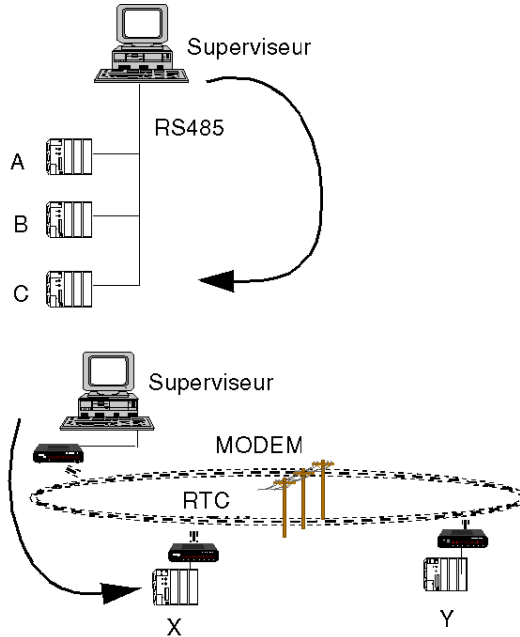 Superviseur
RS485
A
B
C
Superviseur
MODEM
RTC
X
Y